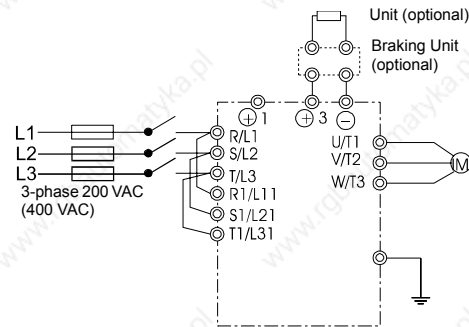 Unit (optional)
Braking Unit
(optional)
⊕1 ⊕3 ⊖
L1
L2
L3
3-phase 200 VAC
(400 VAC)
R/L1
S/L2
T/L3
R1/L11
S1/L21
T1/L31
U/T1
V/T2
W/T3
M